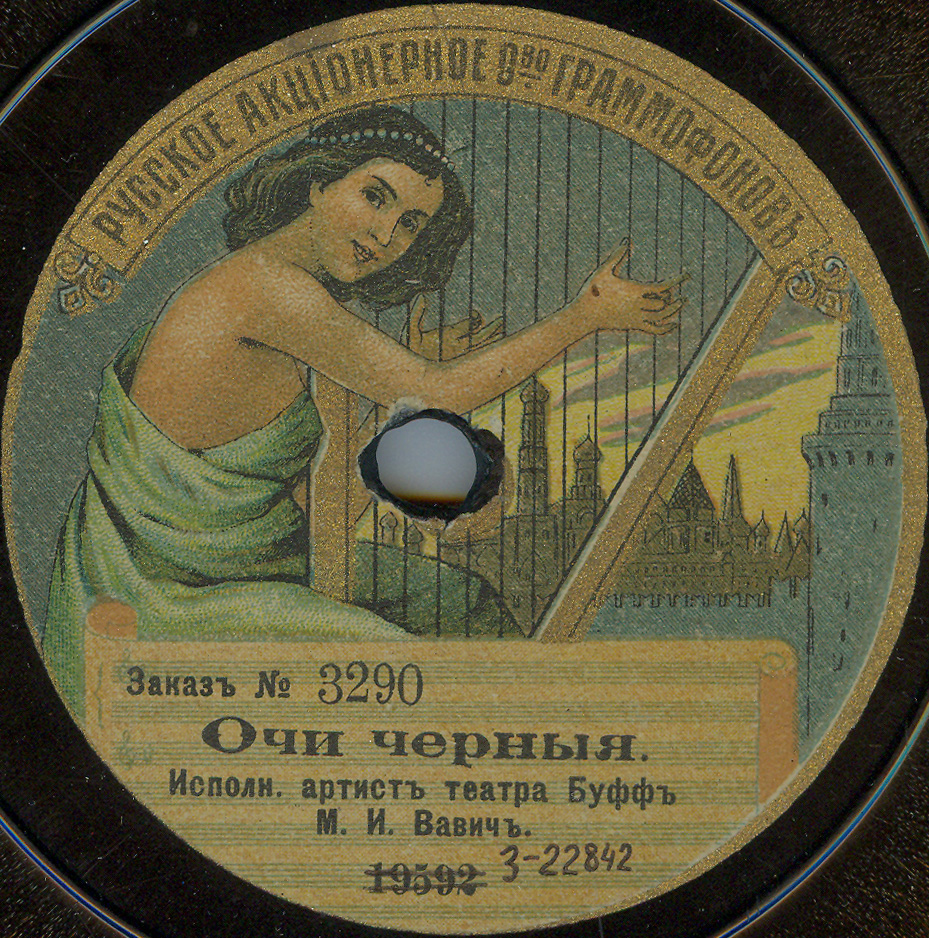 РУССКОЕ АКЦІОНЕРНОЕ О-ВО ГРАММОФОНОВЪ
Заказъ № 3290
Очи черныя.
Исполн. артистъ театра Буффъ
М. И. Вавичъ.
19592 3-22842